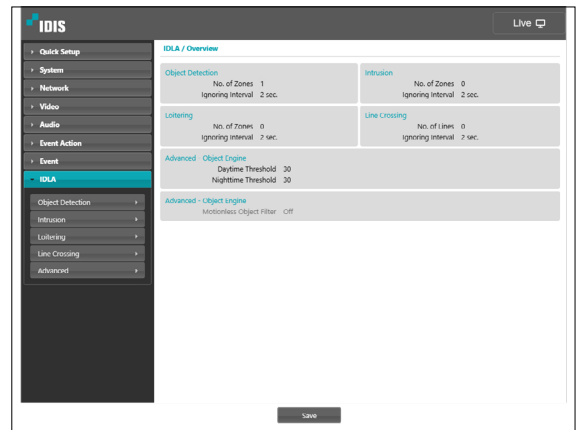 IDIS
Live
Quick Setup
System
Network
Video
Audio
Event Action
Event
IDLA
Object Detection
Intrusion
Loitering
Line Crossing
Advanced
IDLA / Overview
Object Detection
No. of Zones 1
Ignoring Interval 2 sec.
Intrusion
No. of Zones 0
Ignoring Interval 2 sec.
Loitering
No. of Zones 0
Ignoring Interval 2 sec.
Line Crossing
No. of Lines 0
Ignoring Interval 2 sec.
Advanced - Object Engine
Daytime Threshold 30
Nighttime Threshold 30
Advanced - Object Engine
Motionless Object Filter Off
Save